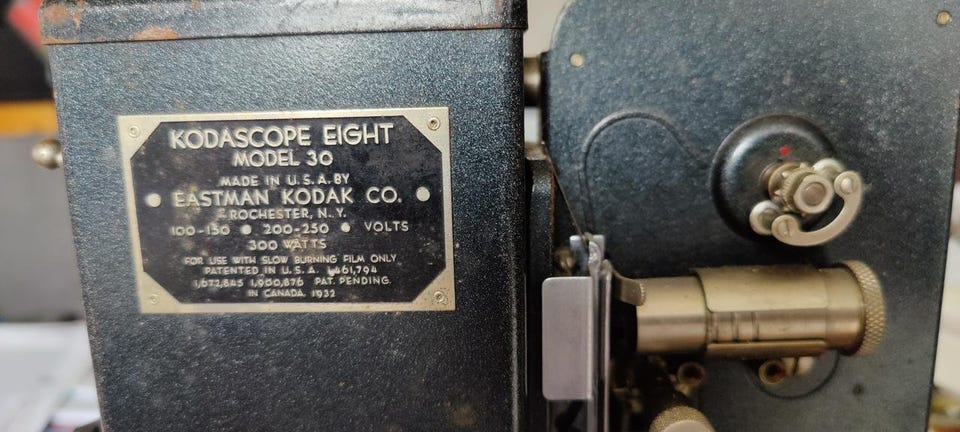 KODASCOPE EIGHT
MODEL 30
MADE IN U.S.A. BY
EASTMAN KODAK CO.
ROCHESTER, N.Y.
100-150 • 200-250 • VOLTS
300 WATTS
FOR USE WITH SLOW BURNING FILM ONLY
PATENTED IN U.S.A. 1,461,794
1,672,845 1,900,876 PAT. PENDING.
IN CANADA, 1932